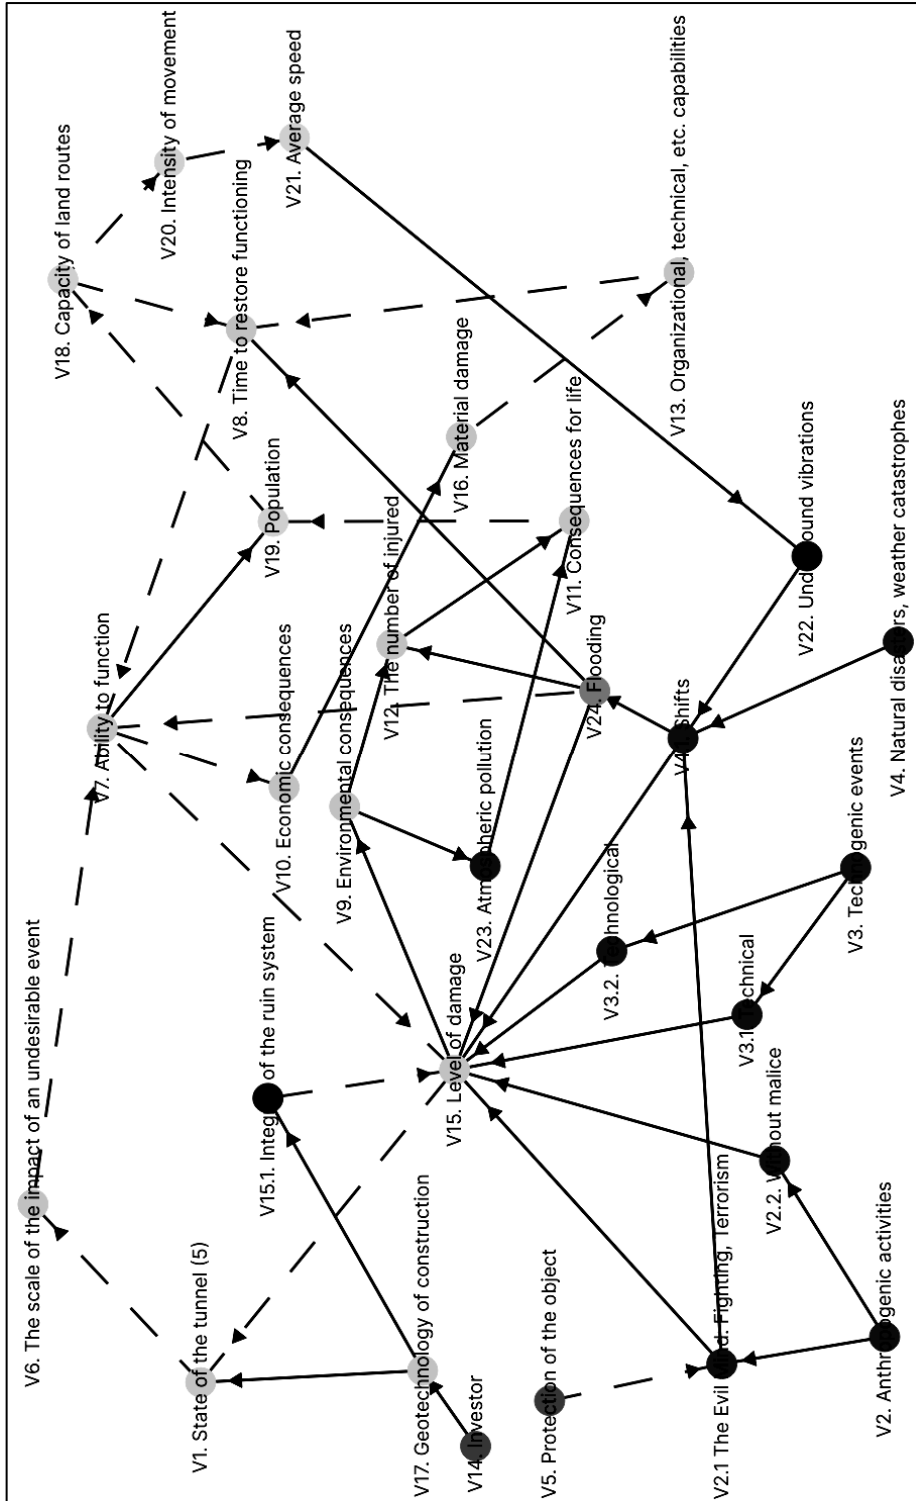 V6. The scale of the impact of an undesirable event
V18. Capacity of land routes
V7. Ability to function
V20. Intensity of movement
V1. State of the tunnel (5)
V8. Time to restore functioning
V15.1. of the ruin system
V19. Population
V10. Economic consequences
V21. Average speed
V9. Environmental consequences
V12. The number of injured
V17. Geotechnology of construction
V15. Level of damage
V16. Material damage
V14. Investor
V23. Atmospheric pollution
V5. Protection of the object
V11. Consequences for life
V24. Flooding
V3.2. Technological
V13. Organizational, technical, etc. capabilities
Shifts
V2.1 The Evil Fighting, Terrorism
V3.1. Technical
V2.2. Without malice
V22. vibrations
V3. Technogenic events
V2. Anthropogenic activities
V4. Natural disasters, weather catastrophes